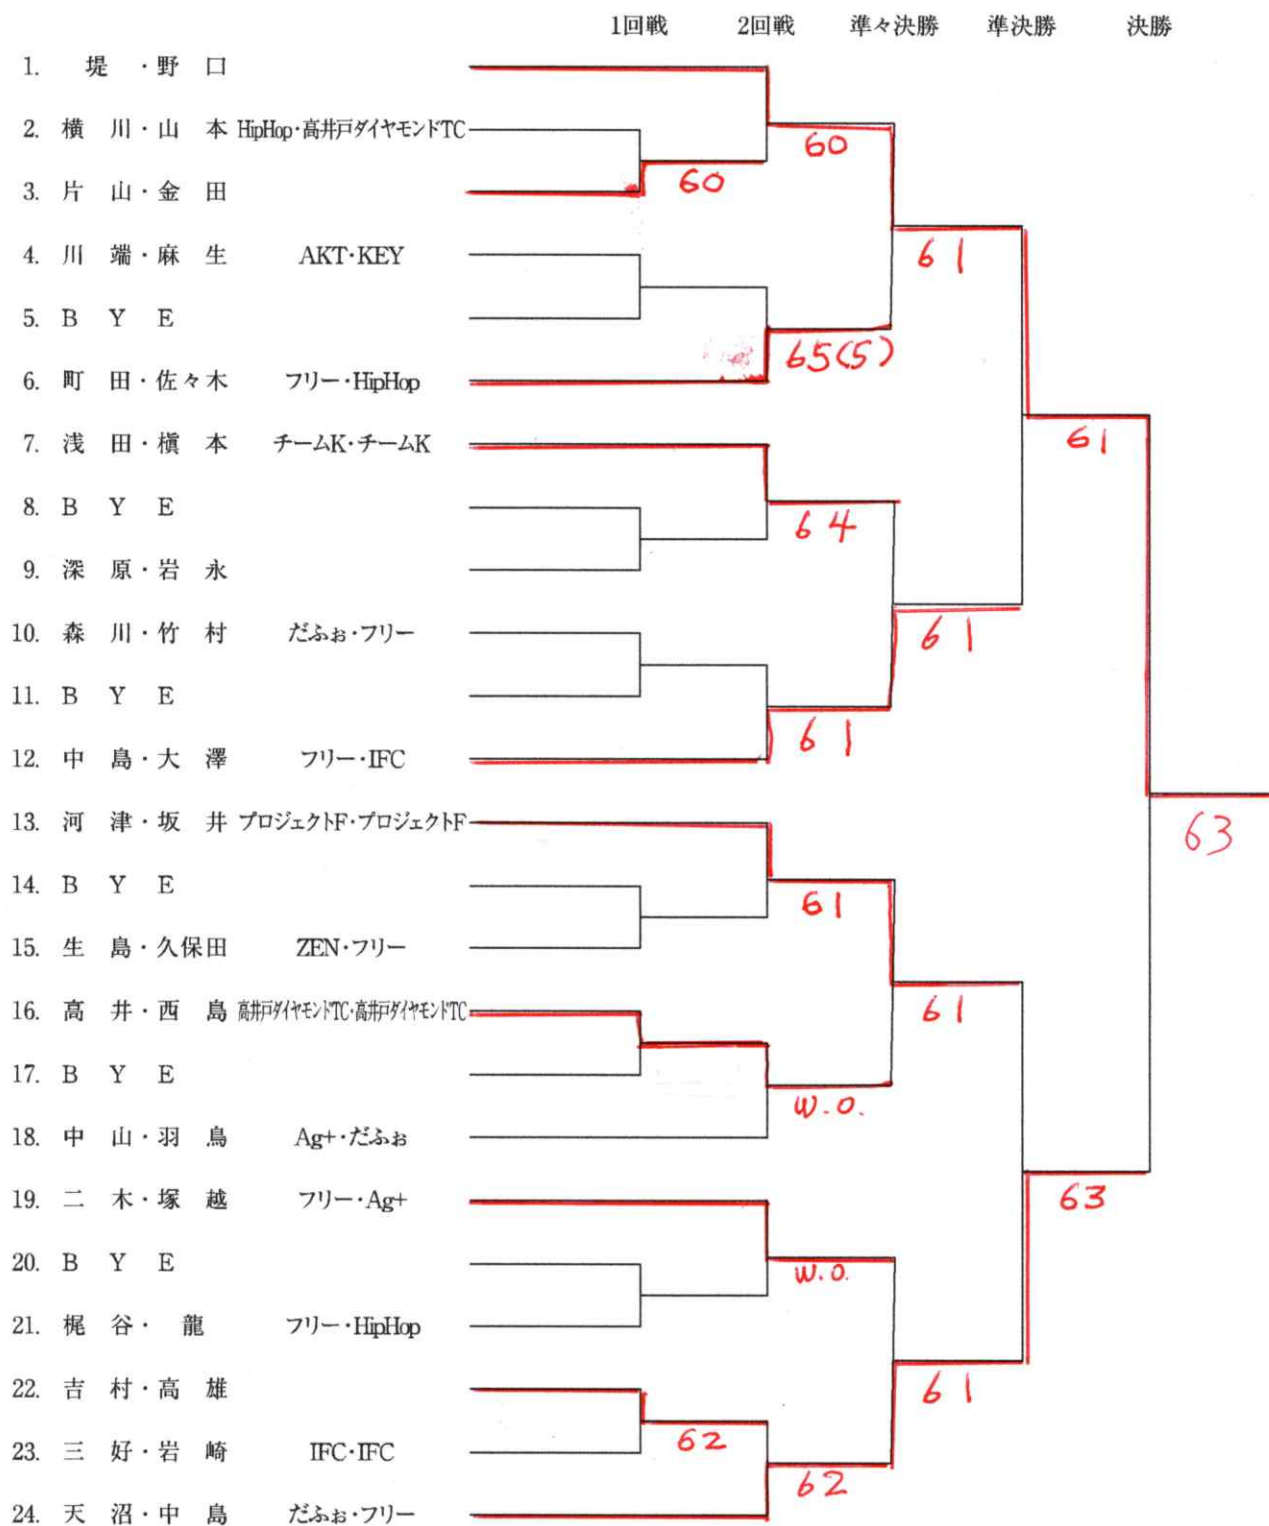 1回戦 2回戦 準々決勝 準決勝 決勝
1. 堤・野口
60
2. 横川・山本 HipHop・高井戸ダイヤモンドTC
60
3. 片山・金田
61
4. 川端・麻生 AKT・KEY
5. BYE
65(5)
6. 町田・佐々木 フリー・HipHop
61
7. 浅田・槇本 チームK・チームK
64
8. BYE
9. 深原・岩永
61
10. 森川・竹村 だふぉ・フリー
11. BYE
61
12. 中島・大澤 フリー・IFC
63
13. 河津・坂井 プロジェクトF・プロジェクトF
61
14. BYE
15. 生島・久保田 ZEN・フリー
61
16.高井・西島 高井戸ダイヤモンドTC・高井戸ダイヤモンドTC
17. BYE
W.O.
18. 中山・羽鳥 Ag+・だふぉ
63
19. 二木・塚越 フリー・Ag+
W.O.
20. BYE
21. 梶谷・龍 フリー・HipHop
61
22. 吉村・高雄
62
23. 三好・岩崎 IFC・IFC
62
24. 天沼・中島 だふぉ・フリー